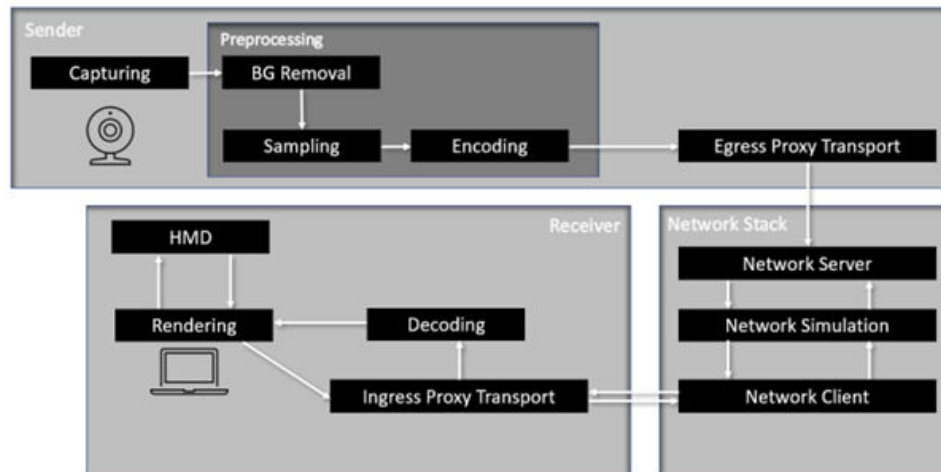 Sender
Preprocessing
Capturing
BG Removal
Sampling
Encoding
Egress Proxy Transport
Receiver
Network Stack
HMD
Network Server
Rendering
Decoding
Network Simulation
Ingress Proxy Transport
Network Client